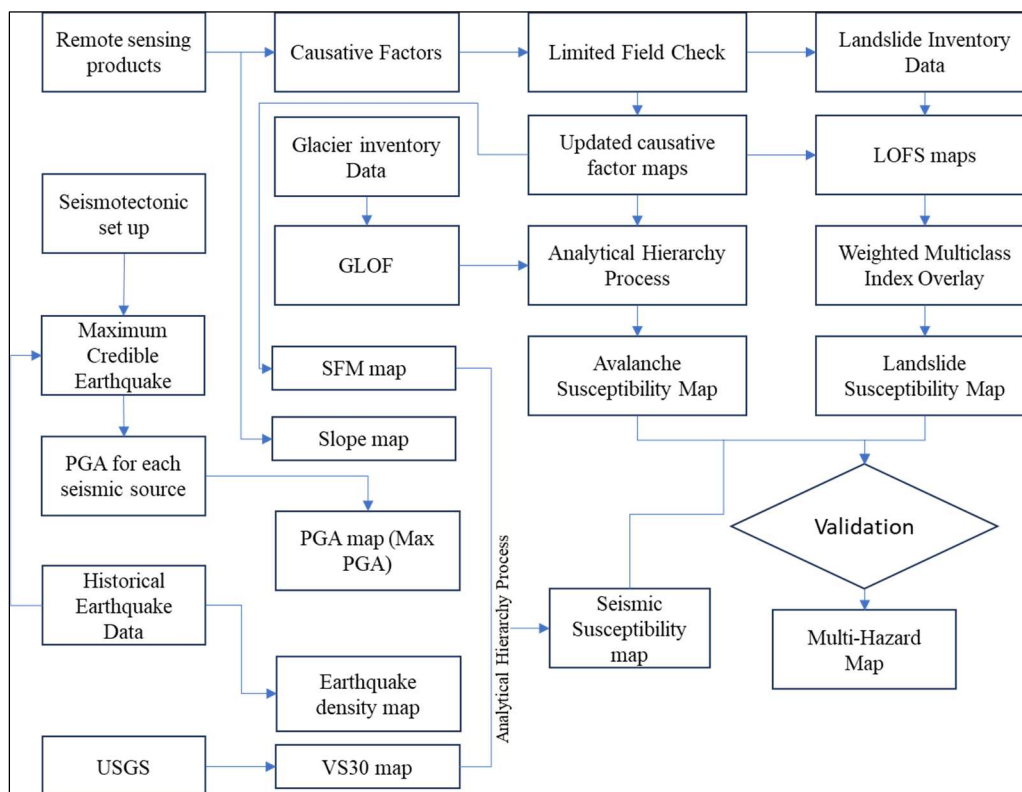 Remote sensing
products
Causative Factors
Limited Field Check
Landslide Inventory
Data
Glacier inventory
Data
Updated causative
factor maps
LOFS maps
Seismotectonic
set up
GLOF
Analytical Hierarchy
Process
Weighted Multiclass
Index Overlay
Maximum
Credible
Earthquake
SFM map
Avalanche
Susceptibility Map
Landslide
Susceptibility Map
Slope map
PGA for each
seismic source
PGA map (Max
PGA)
Validation
Historical
Earthquake
Data
Analytical Hierarchy Process
Seismic
Susceptibility
map
Multi-Hazard
Map
Earthquake
density map
USGS
VS30 map